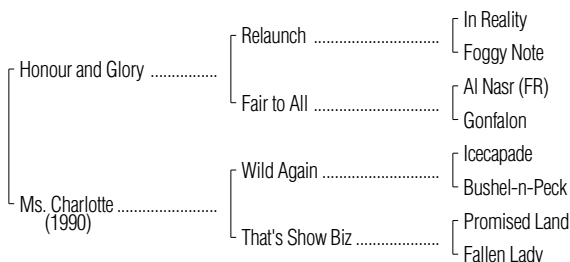 In Reality
Relaunch ...............................
Foggy Note
Honour and Glory ................
Al Nasr (FR)
Fair to All ................................
Gonfalon
Icecapade
Wild Again ..............................
Bushel-n-Peck
Ms. Charlotte ........................
(1990)
Promised Land
That's Show Biz .....................
Fallen Lady